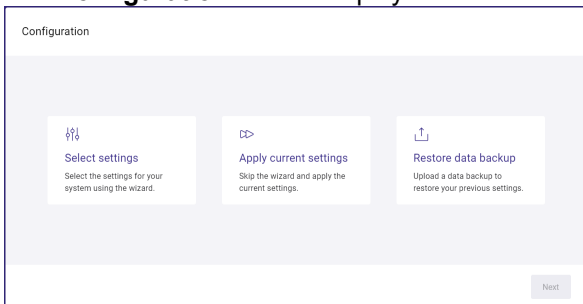 Configuration
Select settings
Select the settings for your
system using the wizard.
Apply current settings
Skip the wizard and apply the
current settings.
Restore data backup
Upload a data backup to
restore your previous settings.
Next